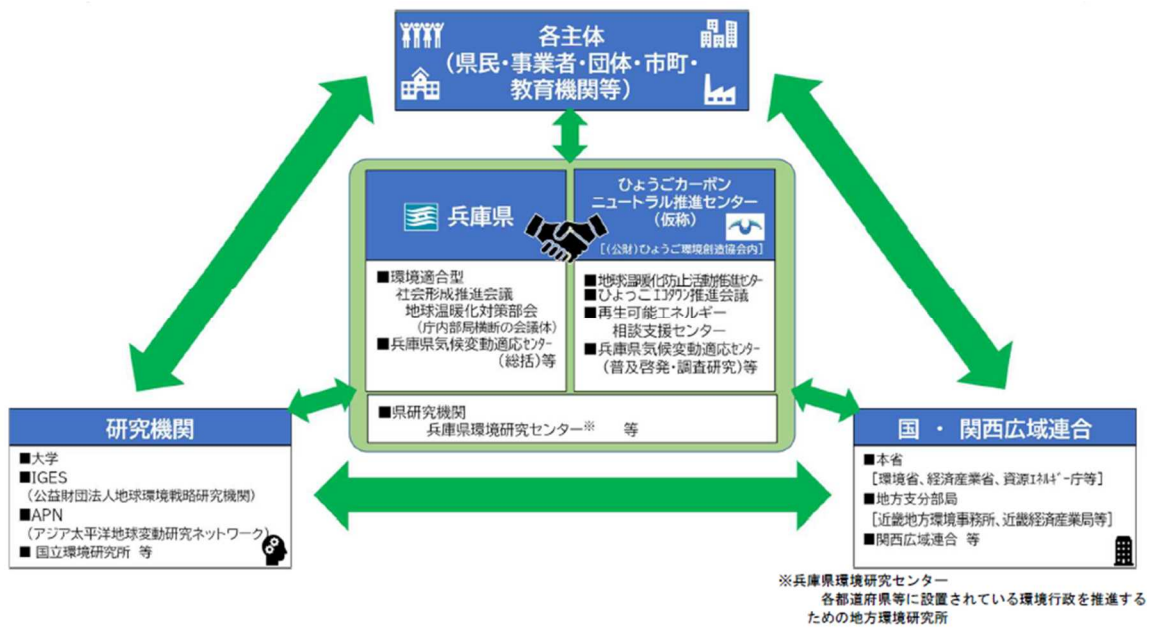 各主体
(県民・事業者・団体・市町・
教育機関等)
兵庫県
■環境適合型
社会形成推進会議
地球温暖化対策部会
(庁内部局横断の会議体)
■兵庫県気候変動適応センター
(総括)等
ひょうごカーボン
ニュートラル推進センター
(仮称)
[(公財)ひょうご環境創造協会内]
■地球温暖化防止活動推進センター
■ひょうごエコタウン推進会議
■再生可能エネルギー
相談支援センター
■兵庫県気候変動適応センター
(普及啓発・調査研究)等
■県研究機関
兵庫県環境研究センター※ 等
研究機関
■大学
■IGES
(公益財団法人地球環境戦略研究機関)
■APN
(アジア太平洋地球変動研究ネットワーク)
■ 国立環境研究所 等
国 ・ 関西広域連合
■本省
[環境省、経済産業省、資源エネルギー庁等]
■地方支分部局
[近畿地方環境事務所、近畿経済産業局等]
■関西広域連合 等
※兵庫県環境研究センター
各都道府県等に設置されている環境行政を推進する
ための地方環境研究所